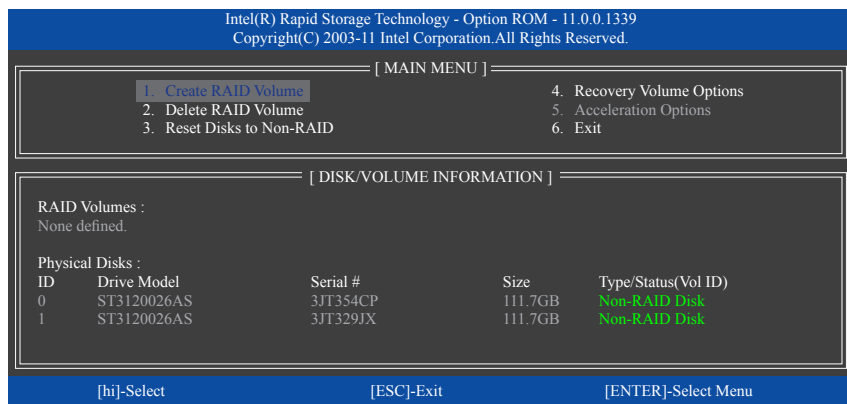 Intel(R) Rapid Storage Technology - Option ROM - 11.0.0.1339
Copyright(C) 2003-11 Intel Corporation.All Rights Reserved.
[ MAIN MENU ]
1. Create RAID Volume
2. Delete RAID Volume
3. Reset Disks to Non-RAID
4. Recovery Volume Options
5. Acceleration Options
6. Exit
[ DISK/VOLUME INFORMATION ]
RAID Volumes :
None defined.
Physical Disks :
ID Drive Model Serial # Size Type/Status(Vol ID)
0 ST3120026AS 3JT354CP 111.7GB Non-RAID Disk
1 ST3120026AS 3JT329JX 111.7GB Non-RAID Disk
[hi]-Select [ESC]-Exit [ENTER]-Select Menu